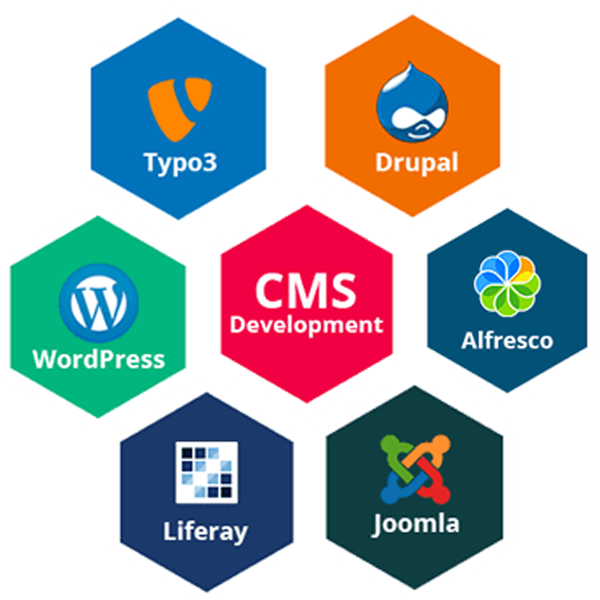 Typo3
Drupal
WordPress
CMS
Development
Alfresco
Liferay
Joomla